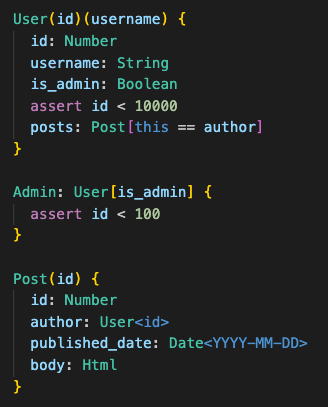 User(id)(username) {
  id: Number
  username: String
  is_admin: Boolean
  assert id < 10000
  posts: Post[this == author]
}

Admin: User[is_admin] {
  assert id < 100
}

Post(id) {
  id: Number
  author: User<id>
  published_date: Date<YYYY-MM-DD>
  body: Html
}